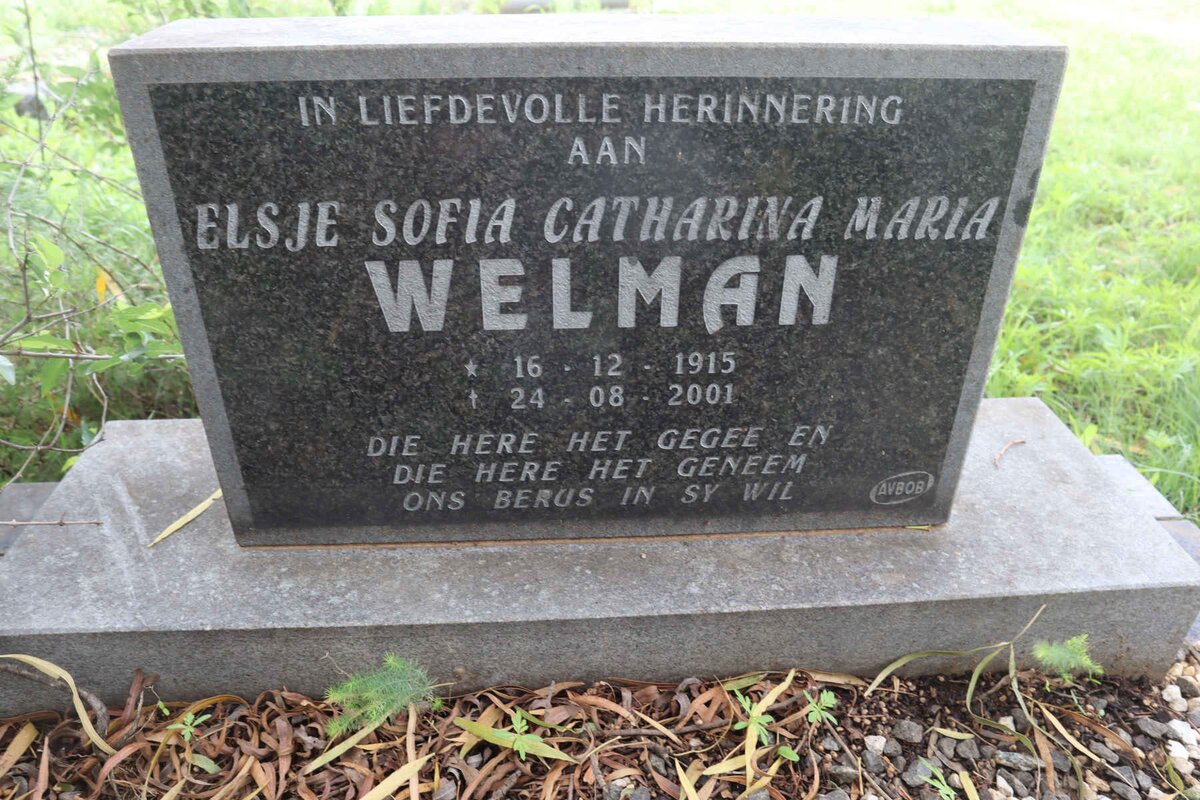 IN LIEFDEVOLLE HERINNERING
AAN
ELSJE SOFIA CATHARINA MARIA
WELMAN
★ 16 - 12 - 1915
† 24 - 08 - 2001
DIE HERE HET GEGEE EN
DIE HERE HET GENEEM
ONS BERUS IN SY WIL
AVBOB